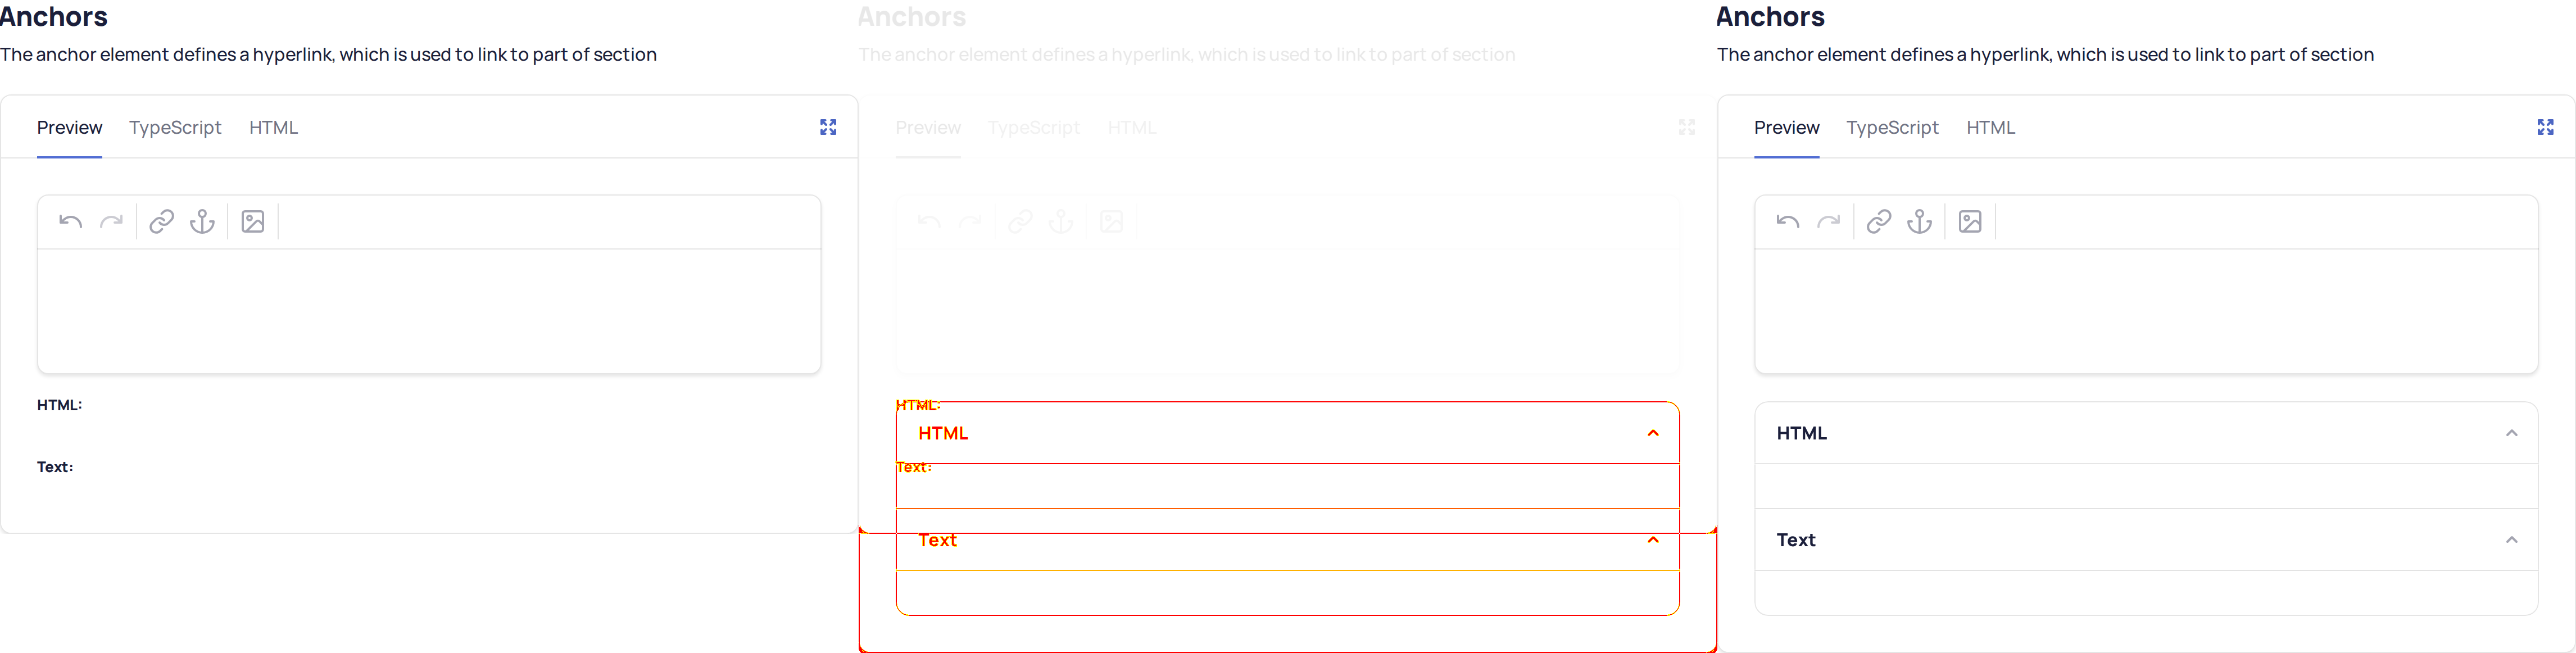 Anchors
The anchor element defines a hyperlink, which is used to link to part of section
Preview TypeScript HTML
HTML:
Text:
Anchors
The anchor element defines a hyperlink, which is used to link to part of section
Preview TypeScript HTML
HTML:
HTML
Text:
Text
Anchors
The anchor element defines a hyperlink, which is used to link to part of section
Preview TypeScript HTML
HTML
Text